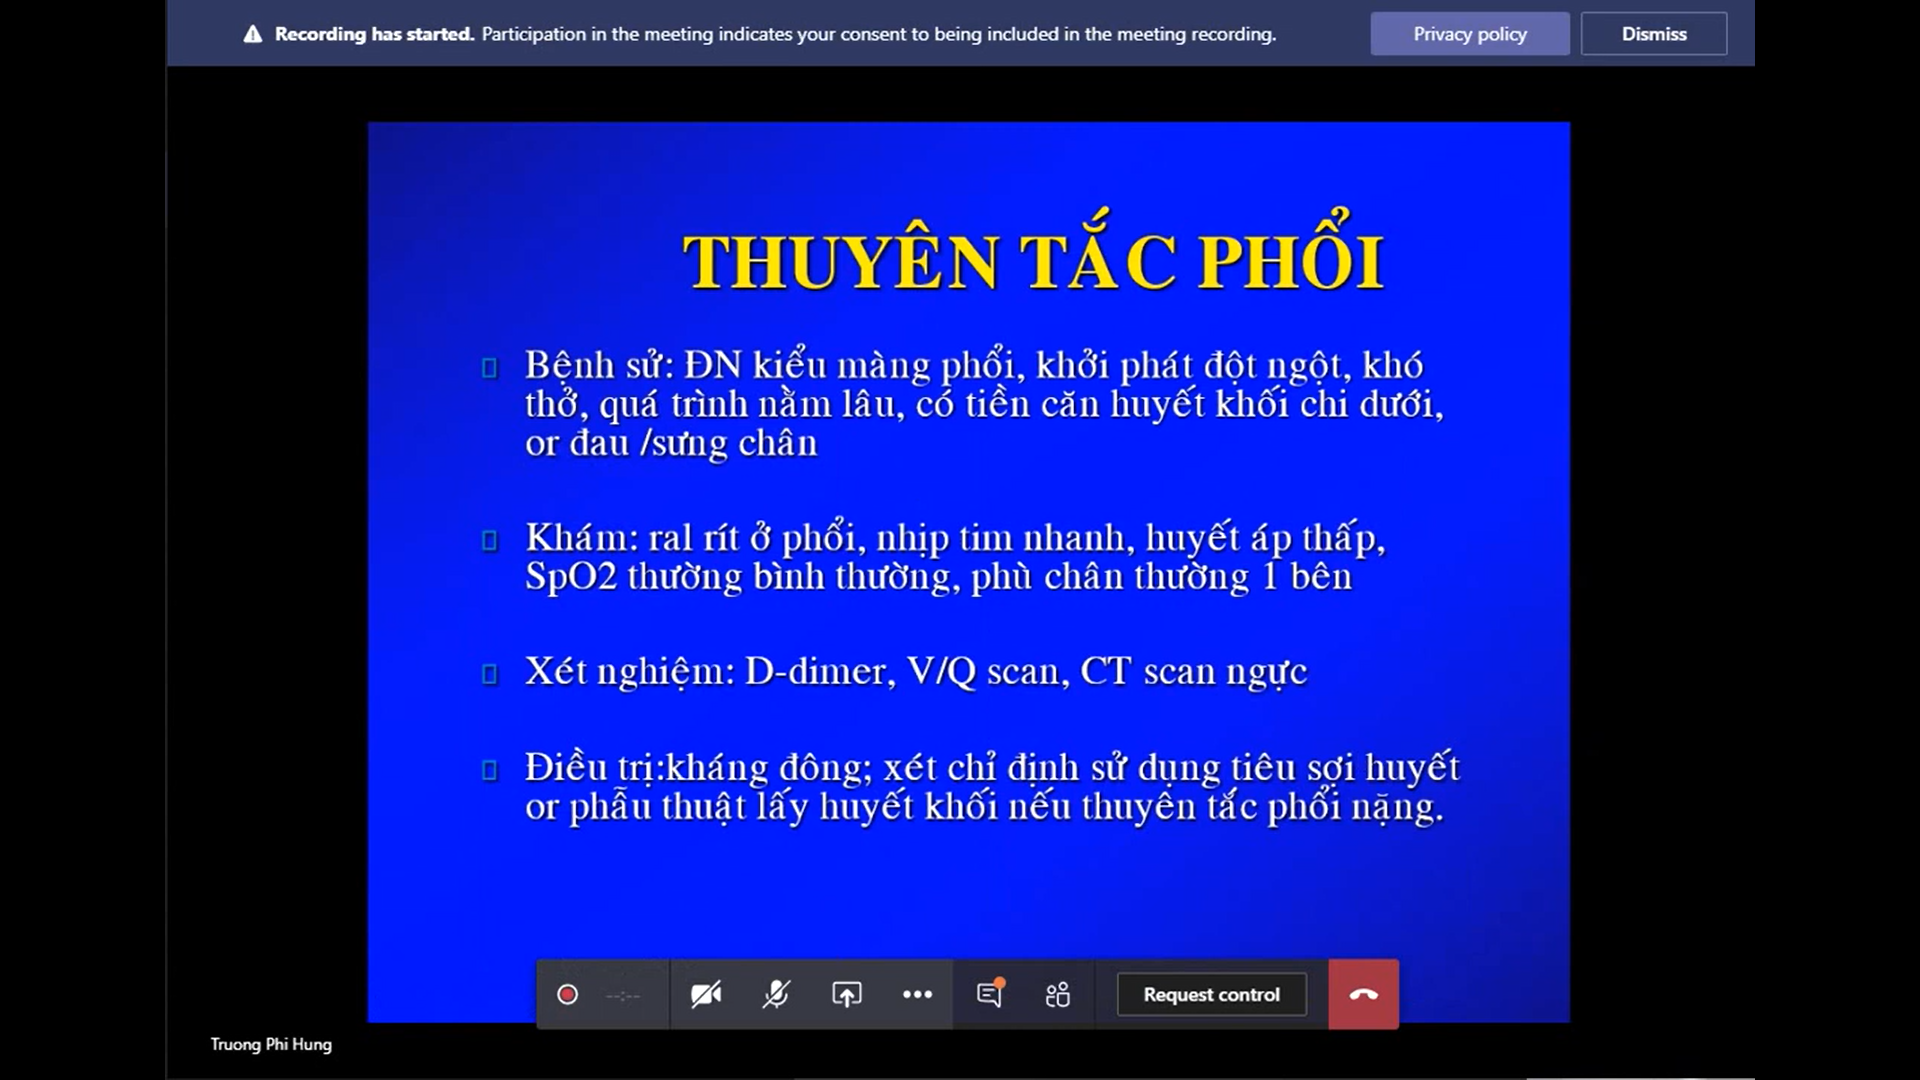 Recording has started. Participation in the meeting indicates your consent to being included in the meeting recording.
Privacy policy
Dismiss
THUYÊN TẮC PHỔI
Bệnh sử: ĐN kiểu màng phổi, khởi phát đột ngột, khó
thở, quá trình nằm lâu, có tiền căn huyết khối chi dưới,
or đau /sưng chân
Khám: ral rít ở phổi, nhịp tim nhanh, huyết áp thấp,
SpO2 thường bình thường, phù chân thường 1 bên
Xét nghiệm: D-dimer, V/Q scan, CT scan ngực
Điều trị:kháng đông; xét chỉ định sử dụng tiêu sợi huyết
or phẫu thuật lấy huyết khối nếu thuyên tắc phổi nặng.
--:--
Request control
Truong Phi Hung